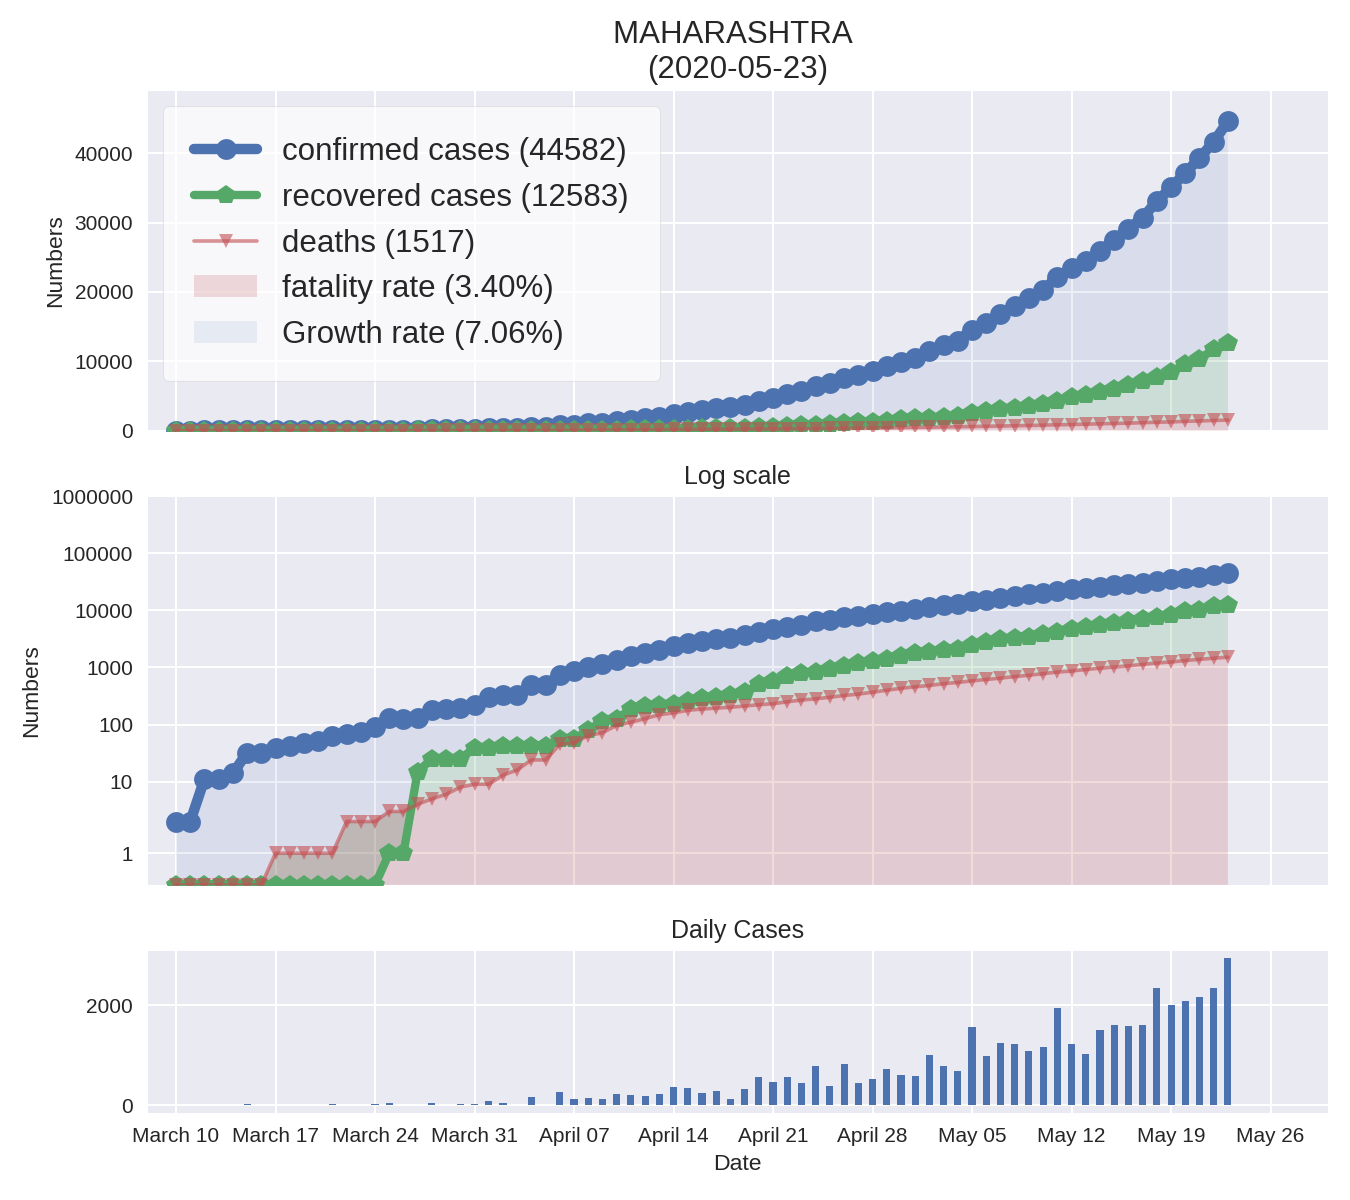 MAHARASHTRA
(2020-05-23)
confirmed cases (44582)
recovered cases (12583)
deaths (1517)
fatality rate (3.40%)
Growth rate (7.06%)
Numbers
40000
30000
20000
10000
0
Log scale
Numbers
1000000
100000
10000
1000
100
10
1
Daily Cases
2000
0
March 10 March 17 March 24 March 31 April 07 April 14 April 21 April 28 May 05 May 12 May 19 May 26
Date